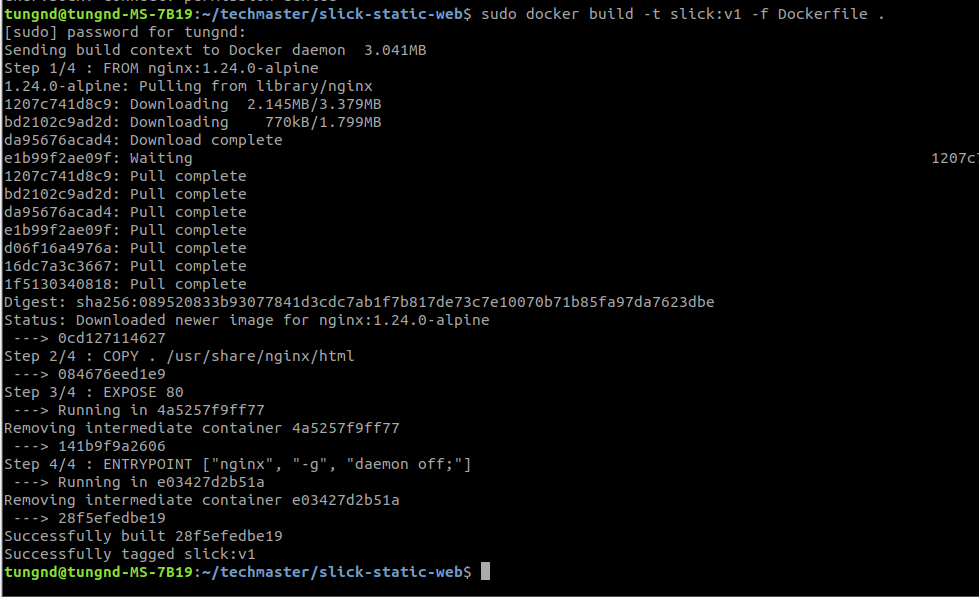 tungnd@tungnd-MS-7B19:~/techmaster/slick-static-web$ sudo docker build -t slick:v1 -f Dockerfile .
[sudo] password for tungnd:
Sending build context to Docker daemon  3.041MB
Step 1/4 : FROM nginx:1.24.0-alpine
1.24.0-alpine: Pulling from library/nginx
1207c741d8c9: Downloading  2.145MB/3.379MB
bd2102c9ad2d: Downloading    770kB/1.799MB
da95676acad4: Download complete
e1b99f2ae09f: Waiting 1207c7
1207c741d8c9: Pull complete
bd2102c9ad2d: Pull complete
da95676acad4: Pull complete
e1b99f2ae09f: Pull complete
d06f16a4976a: Pull complete
16dc7a3c3667: Pull complete
1f5130340818: Pull complete
Digest: sha256:089520833b93077841d3cdc7ab1f7b817de73c7e10070b71b85fa97da7623dbe
Status: Downloaded newer image for nginx:1.24.0-alpine
 ---> 0cd127114627
Step 2/4 : COPY . /usr/share/nginx/html
 ---> 084676eed1e9
Step 3/4 : EXPOSE 80
 ---> Running in 4a5257f9ff77
Removing intermediate container 4a5257f9ff77
 ---> 141b9f9a2606
Step 4/4 : ENTRYPOINT ["nginx", "-g", "daemon off;"]
 ---> Running in e03427d2b51a
Removing intermediate container e03427d2b51a
 ---> 28f5efedbe19
Successfully built 28f5efedbe19
Successfully tagged slick:v1
tungnd@tungnd-MS-7B19:~/techmaster/slick-static-web$